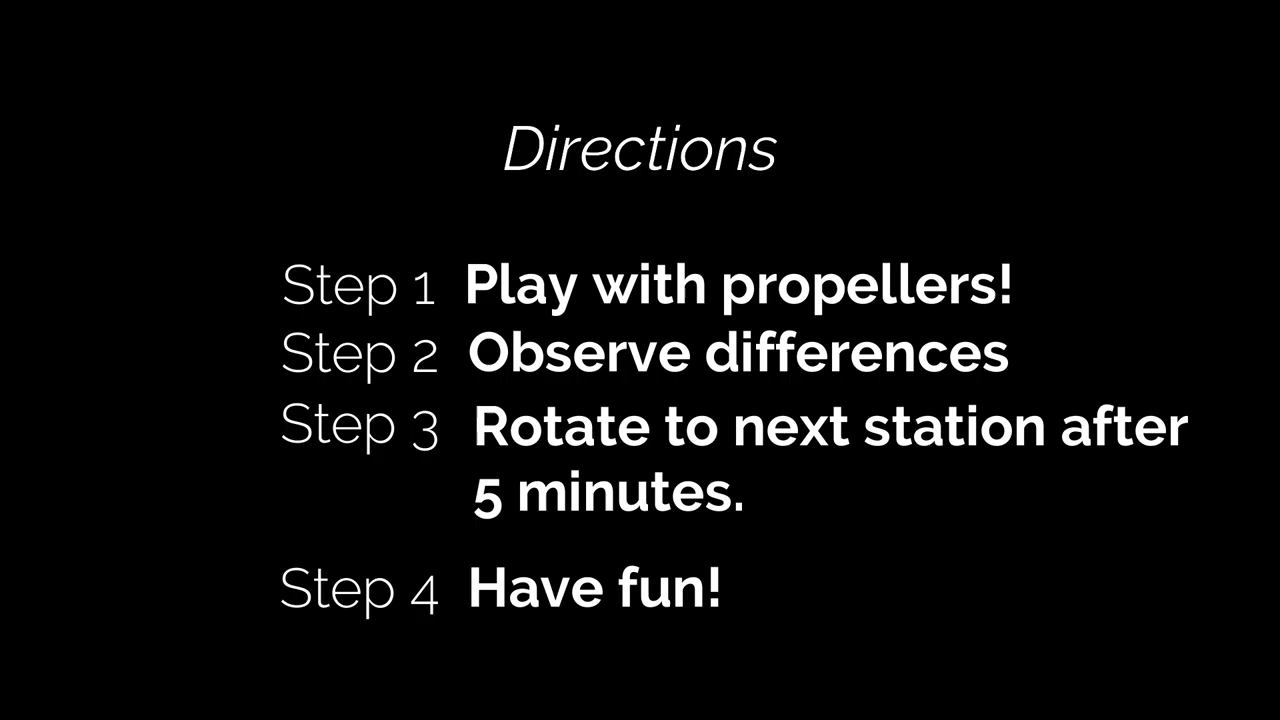 Directions
Step 1 Play with propellers!
Step 2 Observe differences
Step 3 Rotate to next station after
5 minutes.
Step 4 Have fun!